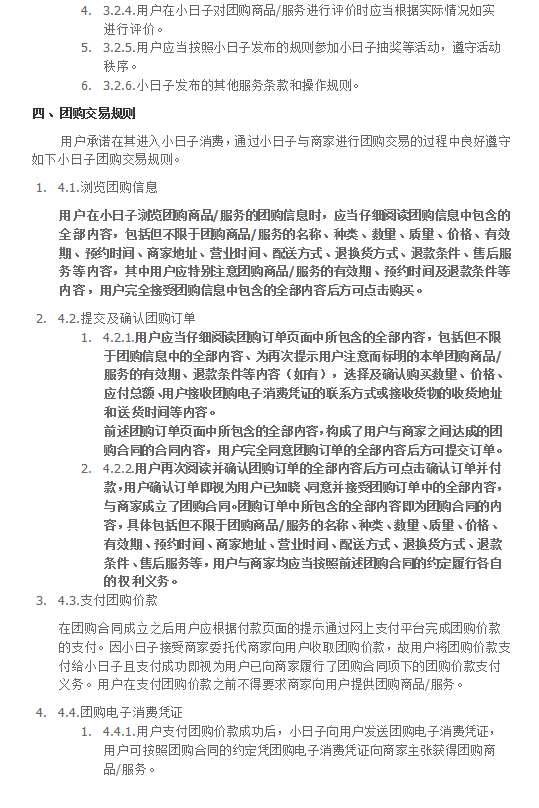 4. 3.2.4.用户在小日子对团购商品/服务进行评价时应当根据实际情况如实
进行评价。
5. 3.2.5.用户应当按照小日子发布的规则参加小日子抽奖等活动，遵守活动
秩序。
6. 3.2.6.小日子发布的其他服务条款和操作规则。
四、团购交易规则
用户承诺在其进入小日子消费，通过小日子与商家进行团购交易的过程中良好遵守
如下小日子团购交易规则。
1. 4.1.浏览团购信息
用户在小日子浏览团购商品/服务的团购信息时，应当仔细阅读团购信息中包含的
全部内容，包括但不限于团购商品/服务的名称、种类、数量、质量、价格、有效
期、预约时间、商家地址、营业时间、配送方式、退换货方式、退款条件、售后服
务等内容，其中用户应特别注意团购商品/服务的有效期、预约时间及退款条件等
内容，用户完全接受团购信息中包含的全部内容后方可点击购买。
2. 4.2.提交及确认团购订单
1. 4.2.1.用户应当仔细阅读团购订单页面中所包含的全部内容，包括但不限
于团购信息中的全部内容、为再次提示用户注意而标明的本单团购商品/
服务的有效期、退款条件等内容（如有），选择及确认购买数量、价格、
应付总额、用户接收团购电子消费凭证的联系方式或接收货物的收货地址
和送货时间等内容。
前述团购订单页面中所包含的全部内容，构成了用户与商家之间达成的团
购合同的合同内容，用户完全同意团购订单的全部内容后方可提交订单。
2. 4.2.2.用户再次阅读并确认团购订单的全部内容后方可点击确认订单并付
款，用户确认订单即视为用户已知晓、同意并接受团购订单中的全部内容，
与商家成立了团购合同。团购订单中所包含的全部内容即为团购合同的内
容，具体包括但不限于团购商品/服务的名称、种类、数量、质量、价格、
有效期、预约时间、商家地址、营业时间、配送方式、退换货方式、退款
条件、售后服务等，用户与商家均应当按照前述团购合同的约定履行各自
的权利义务。
3. 4.3.支付团购价款
在团购合同成立之后用户应根据付款页面的提示通过网上支付平台完成团购价款
的支付。因小日子接受商家委托代商家向用户收取团购价款，故用户将团购价款支
付给小日子且支付成功即视为用户已向商家履行了团购合同项下的团购价款支付
义务。用户在支付团购价款之前不得要求商家向用户提供团购商品/服务。
4. 4.4.团购电子消费凭证
1. 4.4.1.用户支付团购价款成功后，小日子向用户发送团购电子消费凭证，
用户可按照团购合同的约定凭团购电子消费凭证向商家主张获得团购商
品/服务。